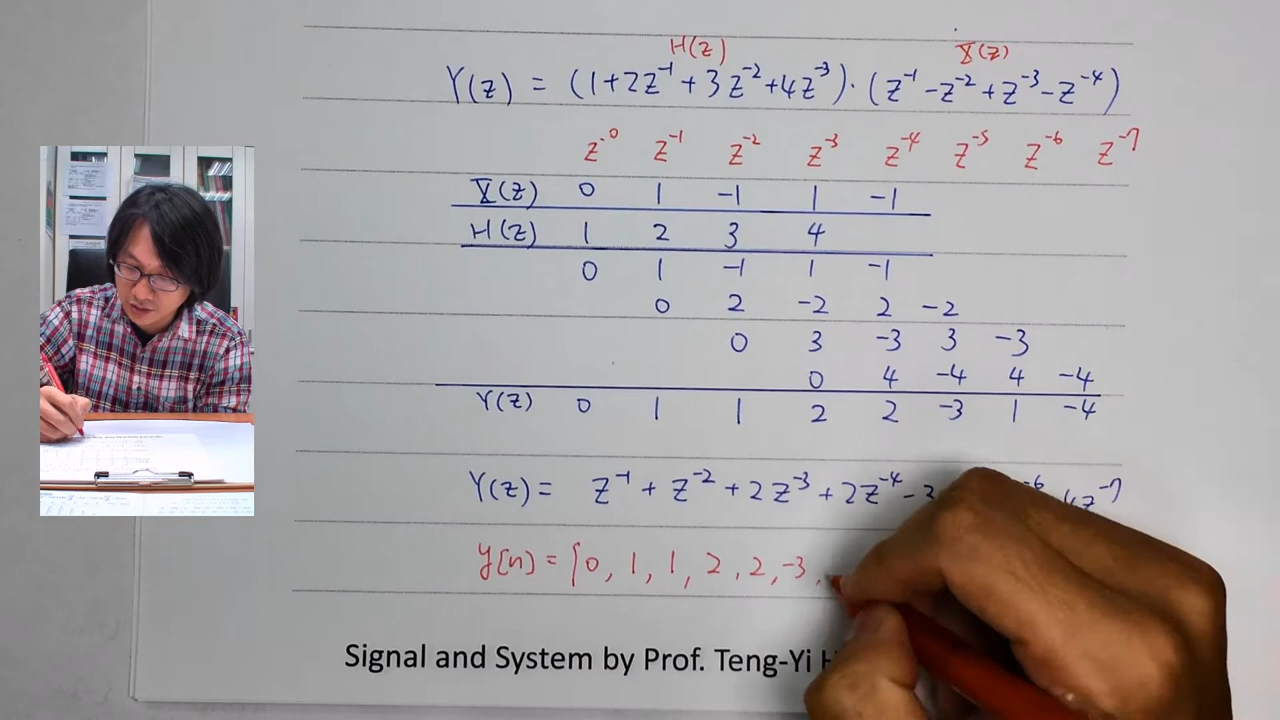 H(z) X(z)
Y(z) = (1+2z⁻¹+3z⁻²+4z⁻³)·(z⁻¹-z⁻²+z⁻³-z⁻⁴)
z⁻⁰ z⁻¹ z⁻² z⁻³ z⁻⁴ z⁻⁵ z⁻⁶ z⁻⁷
X(z) 0 1 -1 1 -1
H(z) 1 2 3 4
0 1 -1 1 -1
0 2 -2 2 -2
0 3 -3 3 -3
0 4 -4 4 -4
Y(z) 0 1 1 2 2 -3 1 -4
Y(z) = z⁻¹ + z⁻² + 2z⁻³ + 2z⁻⁴ - z⁻⁷
y[n] = {0, 1, 1, 2, 2, -3,
Signal and System by Prof. Teng-Yi